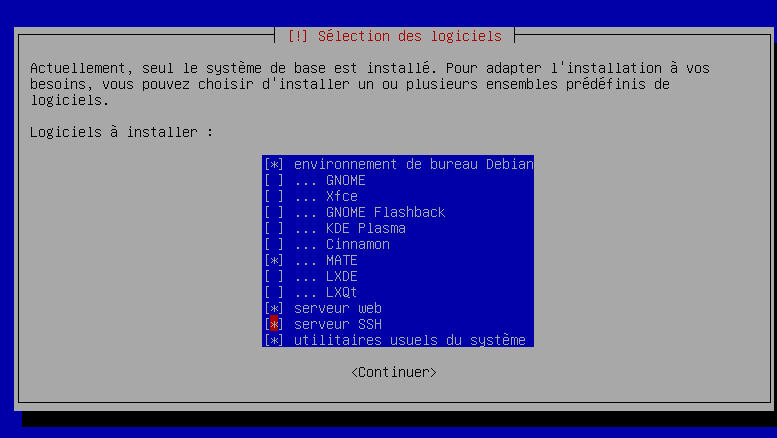 [!] Sélection des logiciels
Actuellement, seul le système de base est installé. Pour adapter l'installation à vos
besoins, vous pouvez choisir d'installer un ou plusieurs ensembles prédéfinis de
logiciels.
Logiciels à installer :
[*] environnement de bureau Debian
[ ] ... GNOME
[ ] ... Xfce
[ ] ... GNOME Flashback
[ ] ... KDE Plasma
[ ] ... Cinnamon
[*] ... MATE
[ ] ... LXDE
[ ] ... LXQt
[*] serveur web
[*] serveur SSH
[*] utilitaires usuels du système
<Continuer>